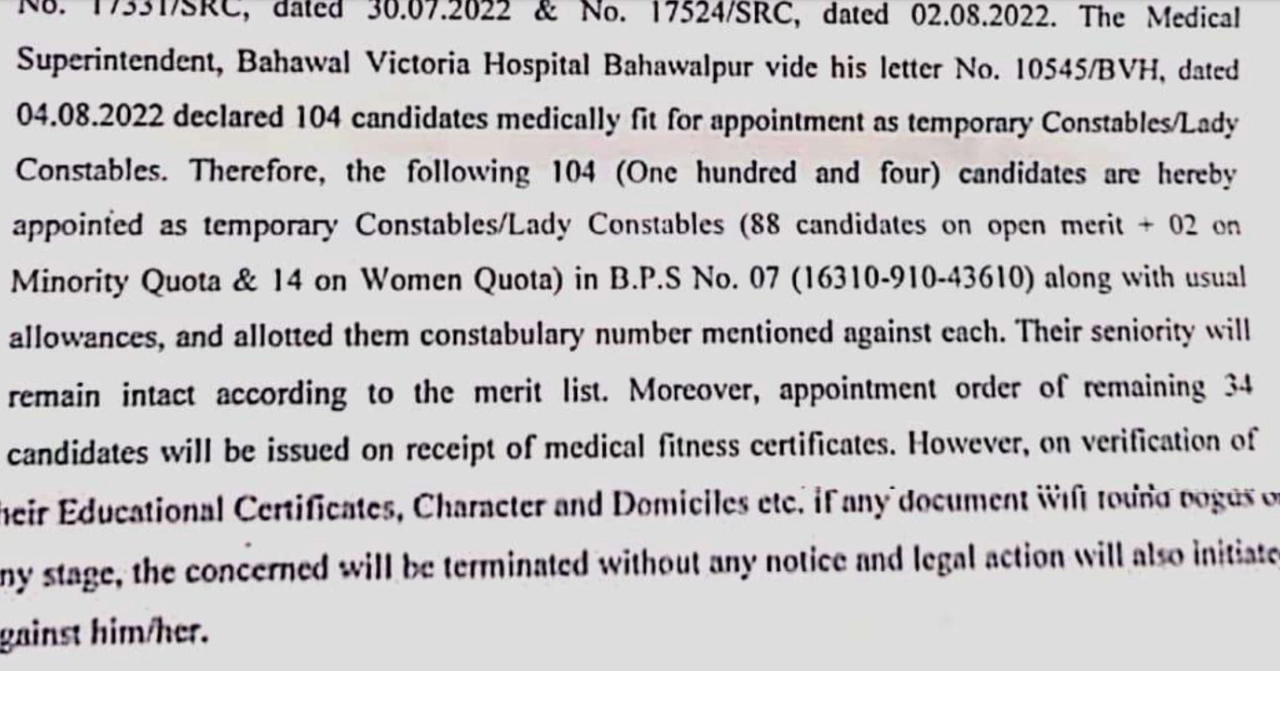 No. 17331/SRC, dated 30.07.2022 & No. 17524/SRC, dated 02.08.2022. The Medical
Superintendent, Bahawal Victoria Hospital Bahawalpur vide his letter No. 10545/BVH, dated
04.08.2022 declared 104 candidates medically fit for appointment as temporary Constables/Lady
Constables. Therefore, the following 104 (One hundred and four) candidates are hereby
appointed as temporary Constables/Lady Constables (88 candidates on open merit + 02 on
Minority Quota & 14 on Women Quota) in B.P.S No. 07 (16310-910-43610) along with usual
allowances, and allotted them constabulary number mentioned against each. Their seniority will
remain intact according to the merit list. Moreover, appointment order of remaining 34
candidates will be issued on receipt of medical fitness certificates. However, on verification of
heir Educational Certificates, Character and Domiciles etc. if any document found bogus
ny stage, the concerned will be terminated without any notice and legal action will also initiate
gainst him/her.